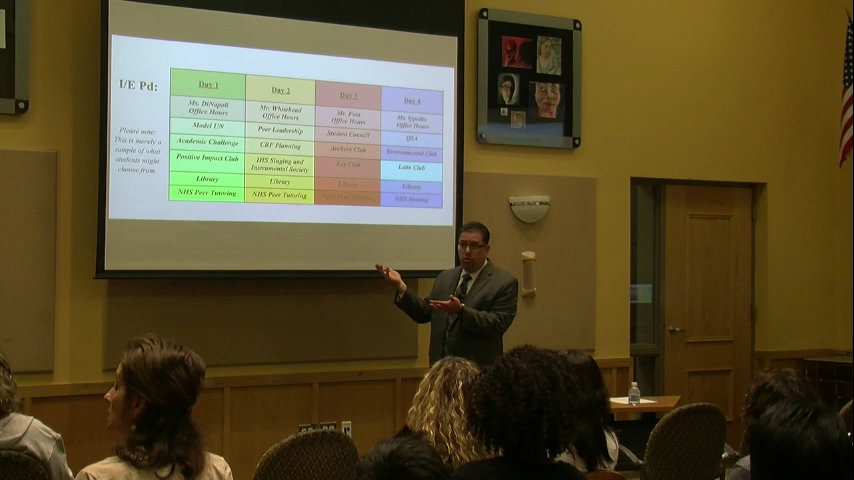 I/E Pd:
Please note:
This is merely a
sample of what
students might
choose from.
Day 1 Day 2 Day 3 Day 4
Ms. DiNapoli Mr. Whitehead Mr. Ms. Ippolito
Office Hours Office Hours Office Hours Office Hours
Model UN Peer Leadership Student Council
Academic Challenge CBF Planning Environmental Club
Positive Impact Club IHS Singing and Key Club Latin Club
Instrumental Society
Library Library Library Library
NHS Peer Tutoring NHS Peer Tutoring NHS Meeting